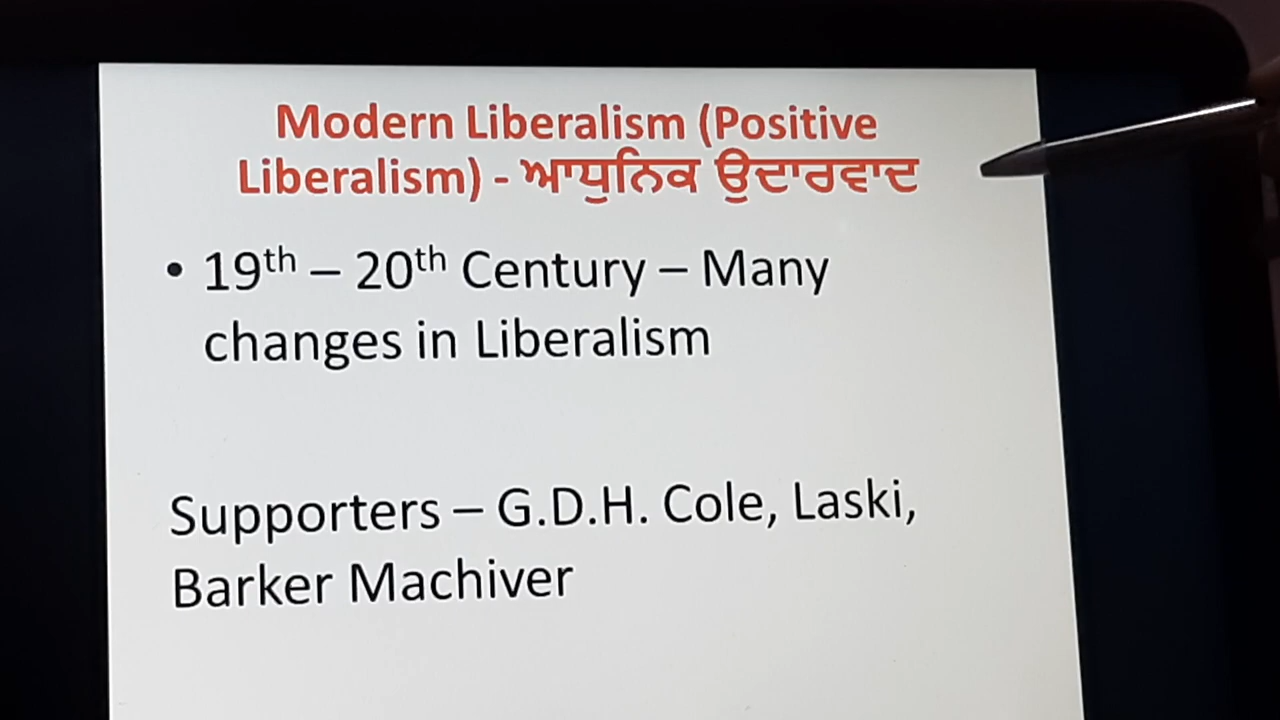 Modern Liberalism (Positive
Liberalism) - ਆਧੁਨਿਕ ਉਦਾਰਵਾਦ
• 19th – 20th Century – Many
changes in Liberalism
Supporters – G.D.H. Cole, Laski,
Barker Machiver